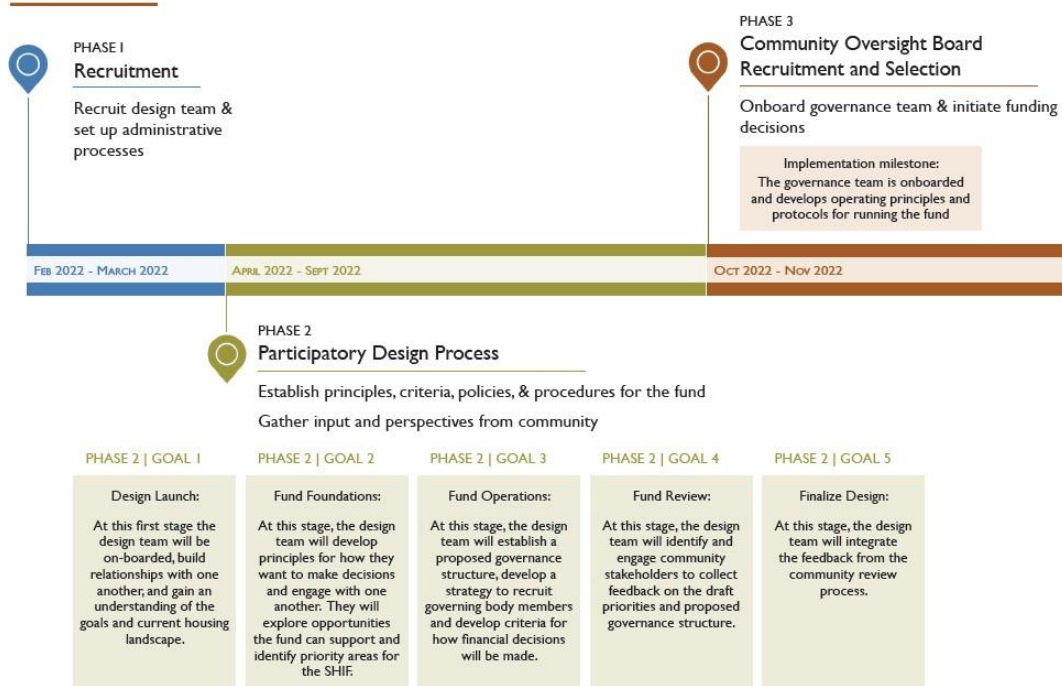 PHASE 1
Recruitment
Recruit design team &
set up administrative
processes
PHASE 3
Community Oversight Board
Recruitment and Selection
Onboard governance team & initiate funding
decisions
Implementation milestone:
The governance team is onboarded
and develops operating principles and
protocols for running the fund
FEB 2022 - MARCH 2022
APRIL 2022 - SEPT 2022
OCT 2022 - NOV 2022
PHASE 2
Participatory Design Process
Establish principles, criteria, policies, & procedures for the fund
Gather input and perspectives from community
PHASE 2 | GOAL 1
Design Launch:
At this first stage the
design team will be
on-boarded, build
relationships with one
another, and gain an
understanding of the
goals and current housing
landscape.
PHASE 2 | GOAL 2
Fund Foundations:
At this stage, the design
team will develop
principles for how they
want to make decisions
and engage with one
another. They will
explore opportunities
the fund can support and
identify priority areas for
the SHIF.
PHASE 2 | GOAL 3
Fund Operations:
At this stage, the design
team will establish a
proposed governance
structure, develop a
strategy to recruit
governing body members
and develop criteria for
how financial decisions
will be made.
PHASE 2 | GOAL 4
Fund Review:
At this stage, the design
team will identify and
engage community
stakeholders to collect
feedback on the draft
priorities and proposed
governance structure.
PHASE 2 | GOAL 5
Finalize Design:
At this stage, the design
team will integrate
the feedback from the
community review
process.